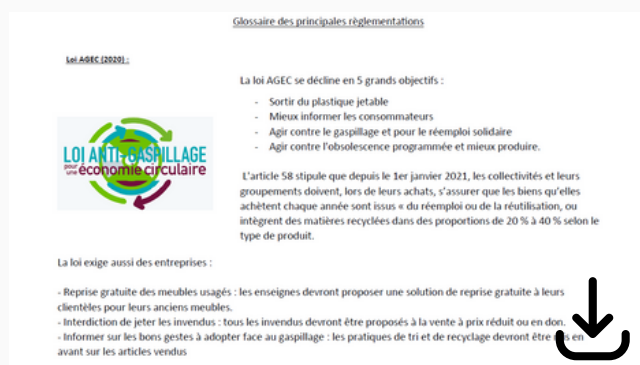 Glossaire des principales règlementations
Loi AGEC (2020) :
La loi AGEC se décline en 5 grands objectifs :
- Sortir du plastique jetable
- Mieux informer les consommateurs
- Agir contre le gaspillage et pour le réemploi solidaire
- Agir contre l'obsolescence programmée et mieux produire.
LOI ANTI-GASPILLAGE
pour une économie circulaire
L'article 58 stipule que depuis le 1er janvier 2021, les collectivités et leurs
groupements doivent, lors de leurs achats, s'assurer que les biens qu'elles
achètent chaque année sont issus « du réemploi ou de la réutilisation, ou
intègrent des matières recyclées dans des proportions de 20 % à 40 % selon le
type de produit.
La loi exige aussi des entreprises :
- Reprise gratuite des meubles usagés : les enseignes devront proposer une solution de reprise gratuite à leurs
clientèles pour leurs anciens meubles.
- Interdiction de jeter les invendus : tous les invendus devront être proposés à la vente à prix réduit ou en don.
- Informer sur les bons gestes à adopter face au gaspillage : les pratiques de tri et de recyclage devront être en
avant sur les articles vendus